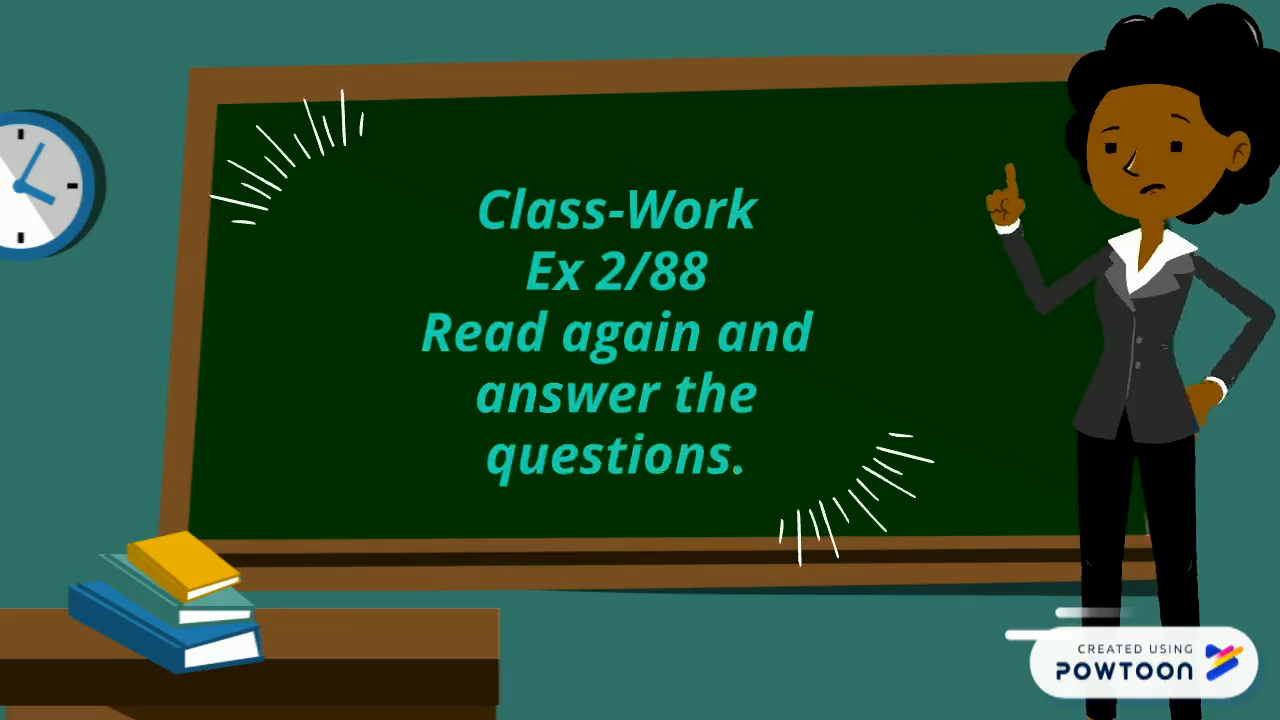 Class-Work
Ex 2/88
Read again and
answer the
questions.
CREATED USING
POWTOON